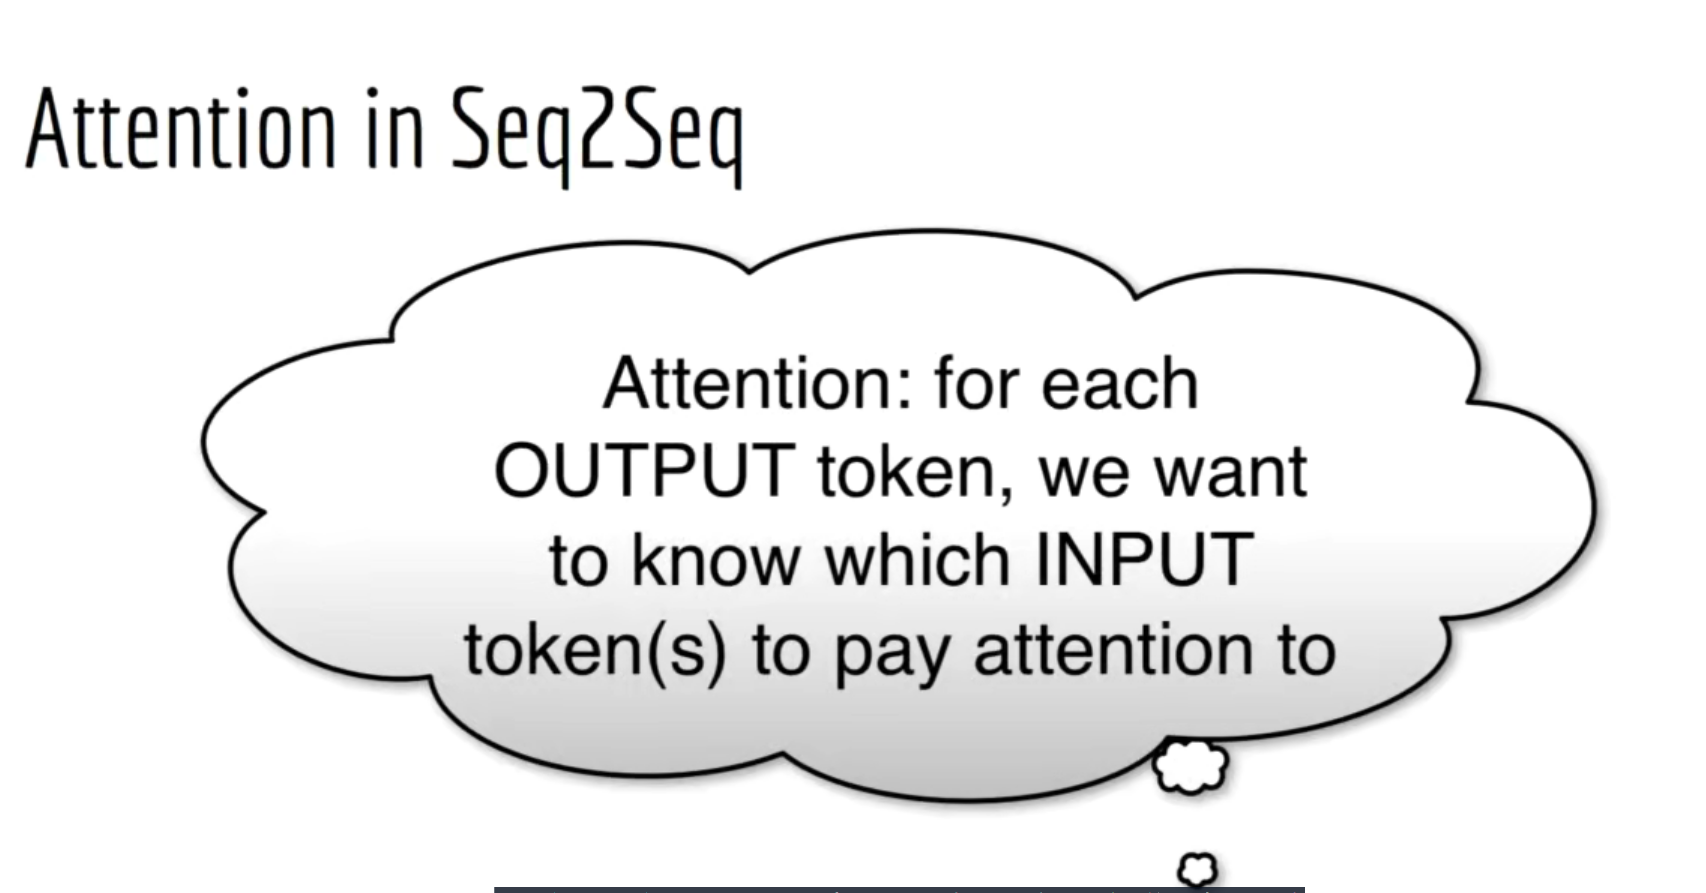 Attention in Seq2Seq
Attention: for each
OUTPUT token, we want
to know which INPUT
token(s) to pay attention to